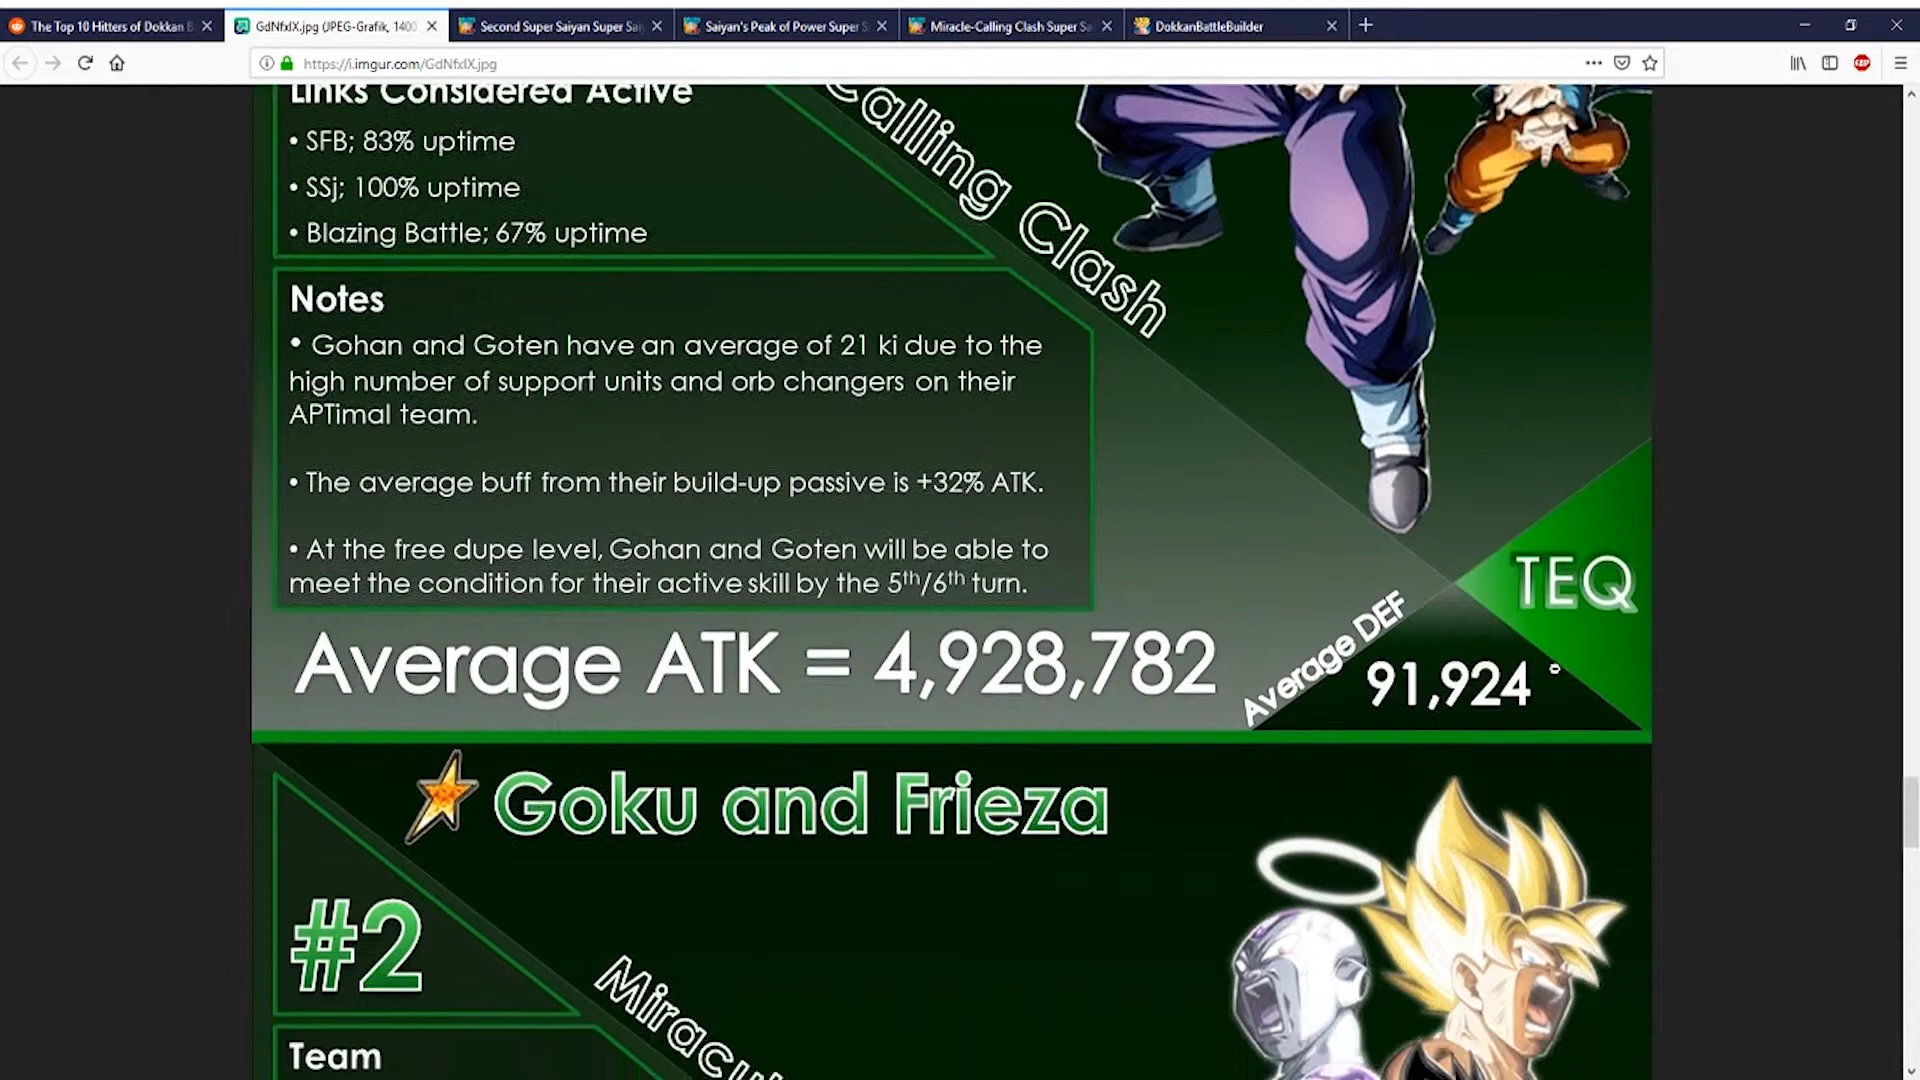 The Top 10 Hitters of Dokkan B
GdNfxlX.jpg (JPEG-Grafik, 1400
Second Super Saiyan Super Sai
Saiyan's Peak of Power Super S
Miracle-Calling Clash Super Sa
DokkanBattleBuilder
https://i.imgur.com/GdNfxlX.jpg
Links Considered Active
• SFB; 83% uptime
• SSj; 100% uptime
• Blazing Battle; 67% uptime
Calling Clash
Notes
• Gohan and Goten have an average of 21 ki due to the
high number of support units and orb changers on their
APTimal team.
• The average buff from their build-up passive is +32% ATK.
• At the free dupe level, Gohan and Goten will be able to
meet the condition for their active skill by the 5th/6th turn.
TEQ
Average ATK = 4,928,782
Average DEF
91,924
Goku and Frieza
#2
Miracul
Team